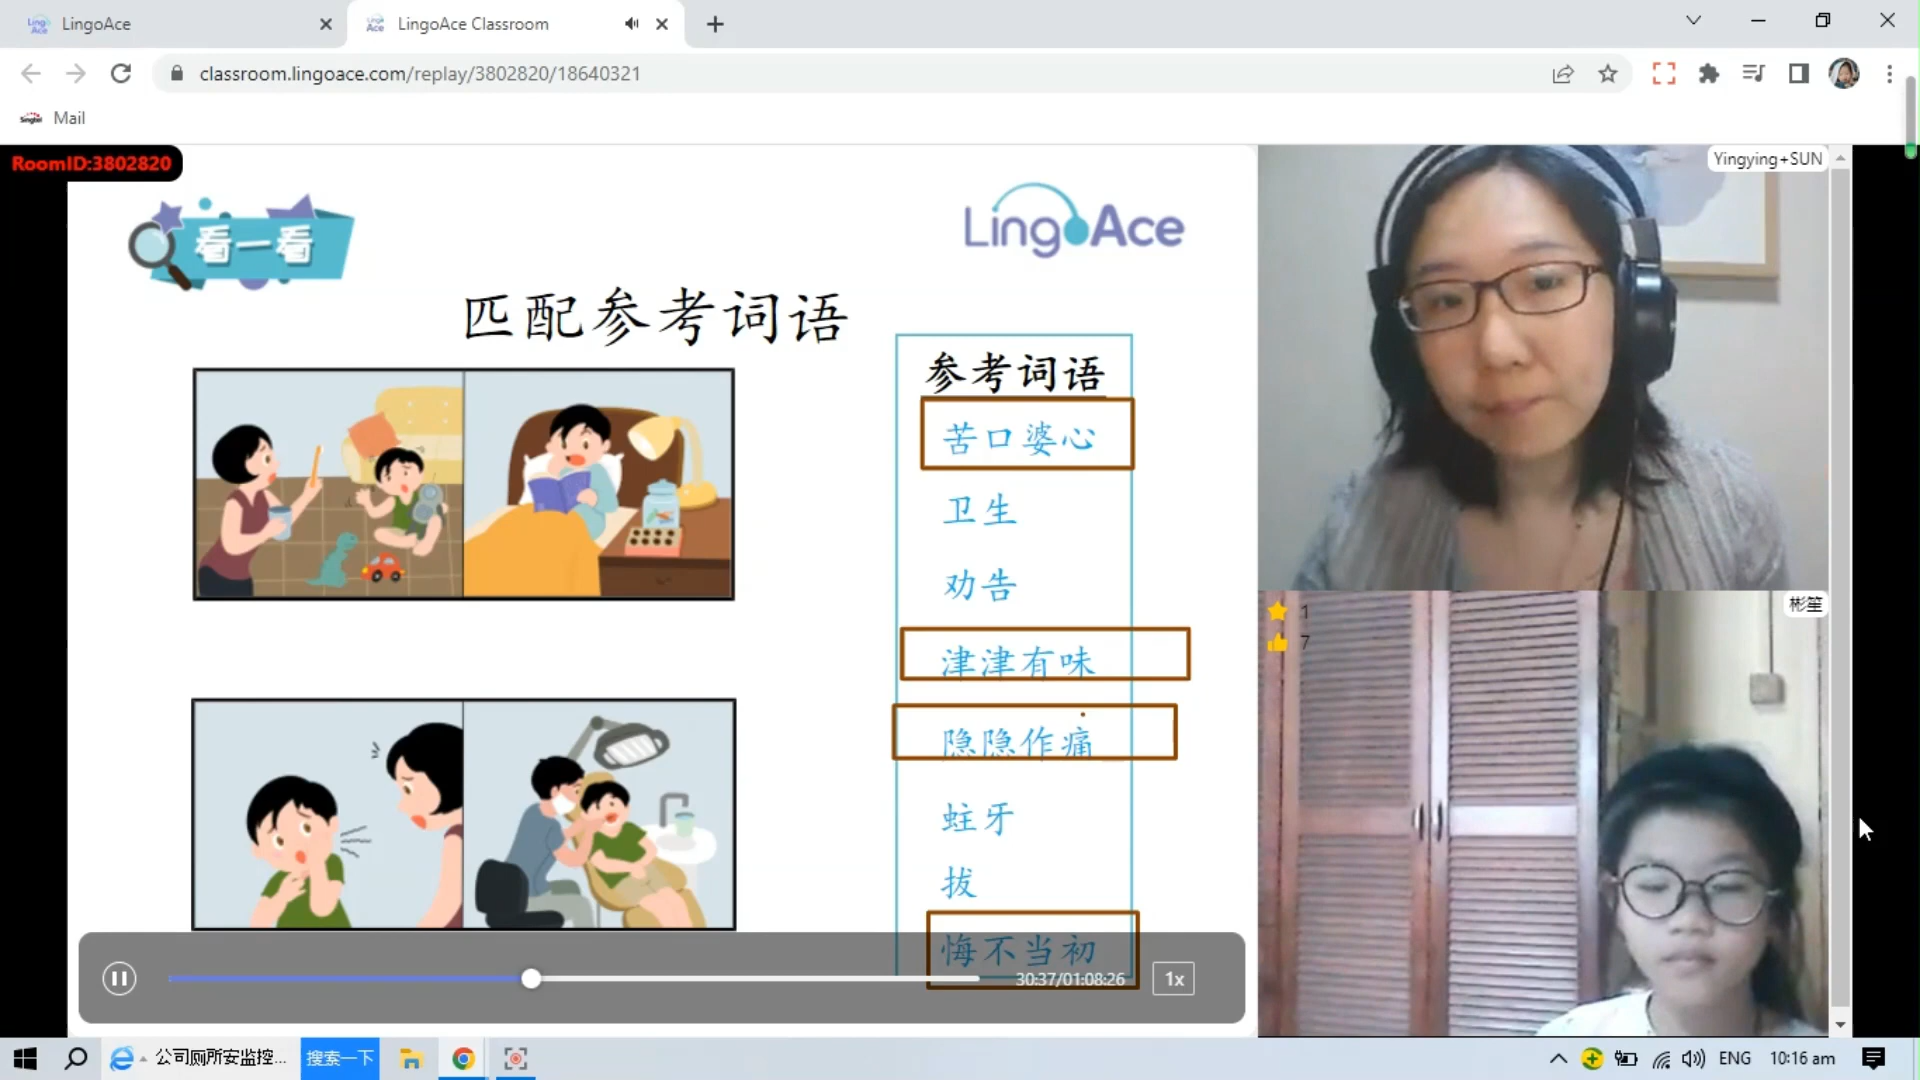 LingoAce
LingoAce Classroom
classroom.lingoace.com/replay/3802820/18640321
Singtel
Mail
RoomID:3802820
看一看
LingoAce
匹配参考词语
参考词语
苦口婆心
卫生
劝告
津津有味
隐隐作痛
蛀牙
拔
悔不当初
30:37/01:08:26
1x
Yingying+SUN
彬笙
1
7
公司厕所安监控...
搜索一下
ENG
10:16 am